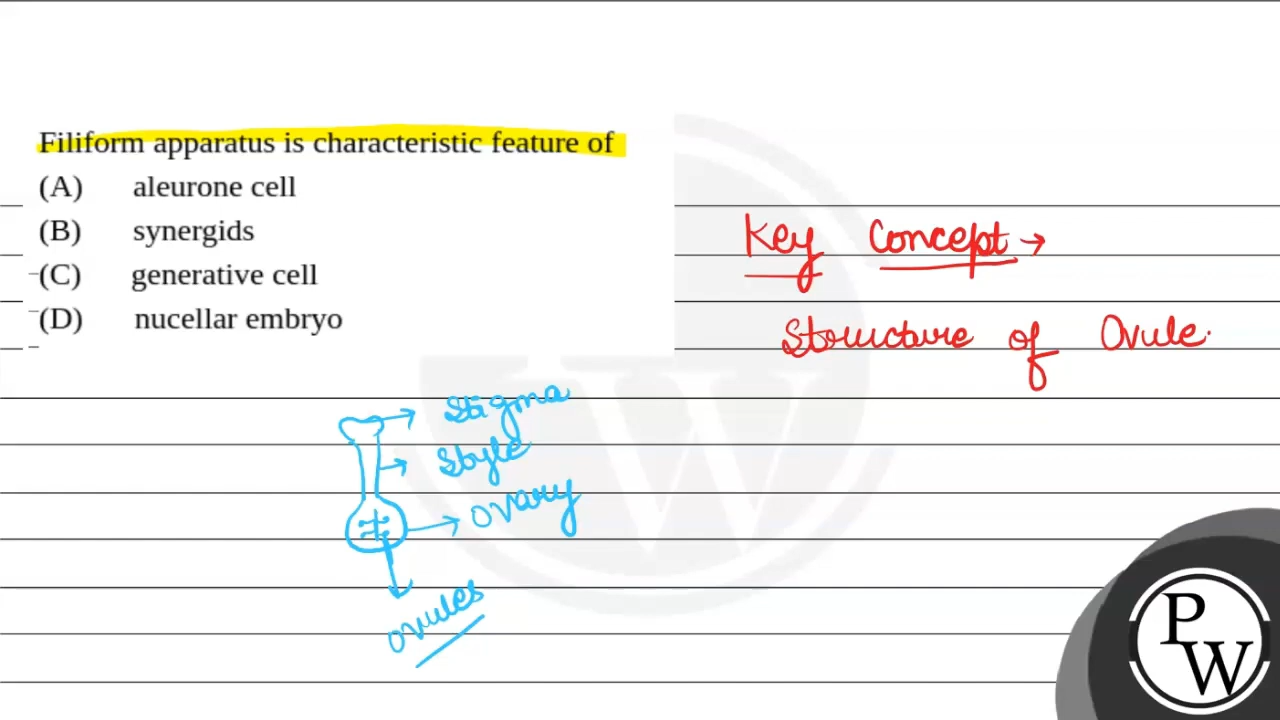 Filiform apparatus is characteristic feature of
(A) aleurone cell
(B) synergids
(C) generative cell
(D) nucellar embryo
Key Concept →
Structure of Ovule.
Stigma
Style
ovary
ovules
PW